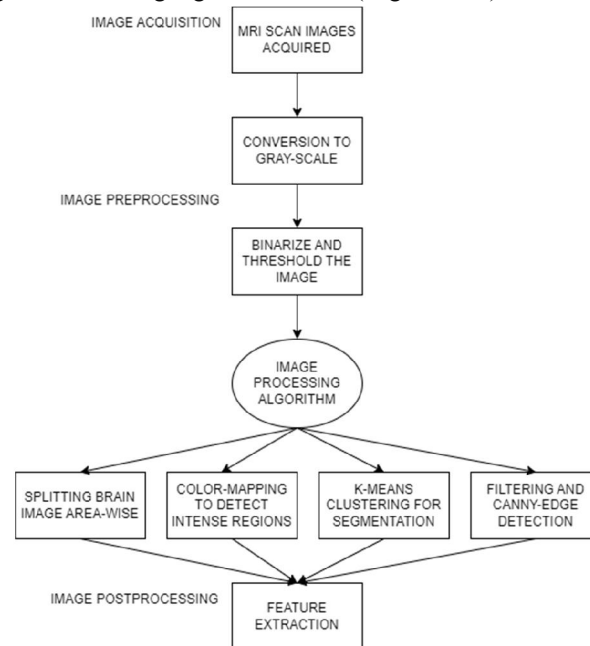 IMAGE ACQUISITION
MRI SCAN IMAGES
ACQUIRED
CONVERSION TO
GRAY-SCALE
IMAGE PREPROCESSING
BINARIZE AND
THRESHOLD THE
IMAGE
IMAGE
PROCESSING
ALGORITHM
SPLITTING BRAIN
IMAGE AREA-WISE
COLOR-MAPPING
TO DETECT
INTENSE REGIONS
K-MEANS
CLUSTERING FOR
SEGMENTATION
FILTERING AND
CANNY-EDGE
DETECTION
IMAGE POSTPROCESSING
FEATURE
EXTRACTION